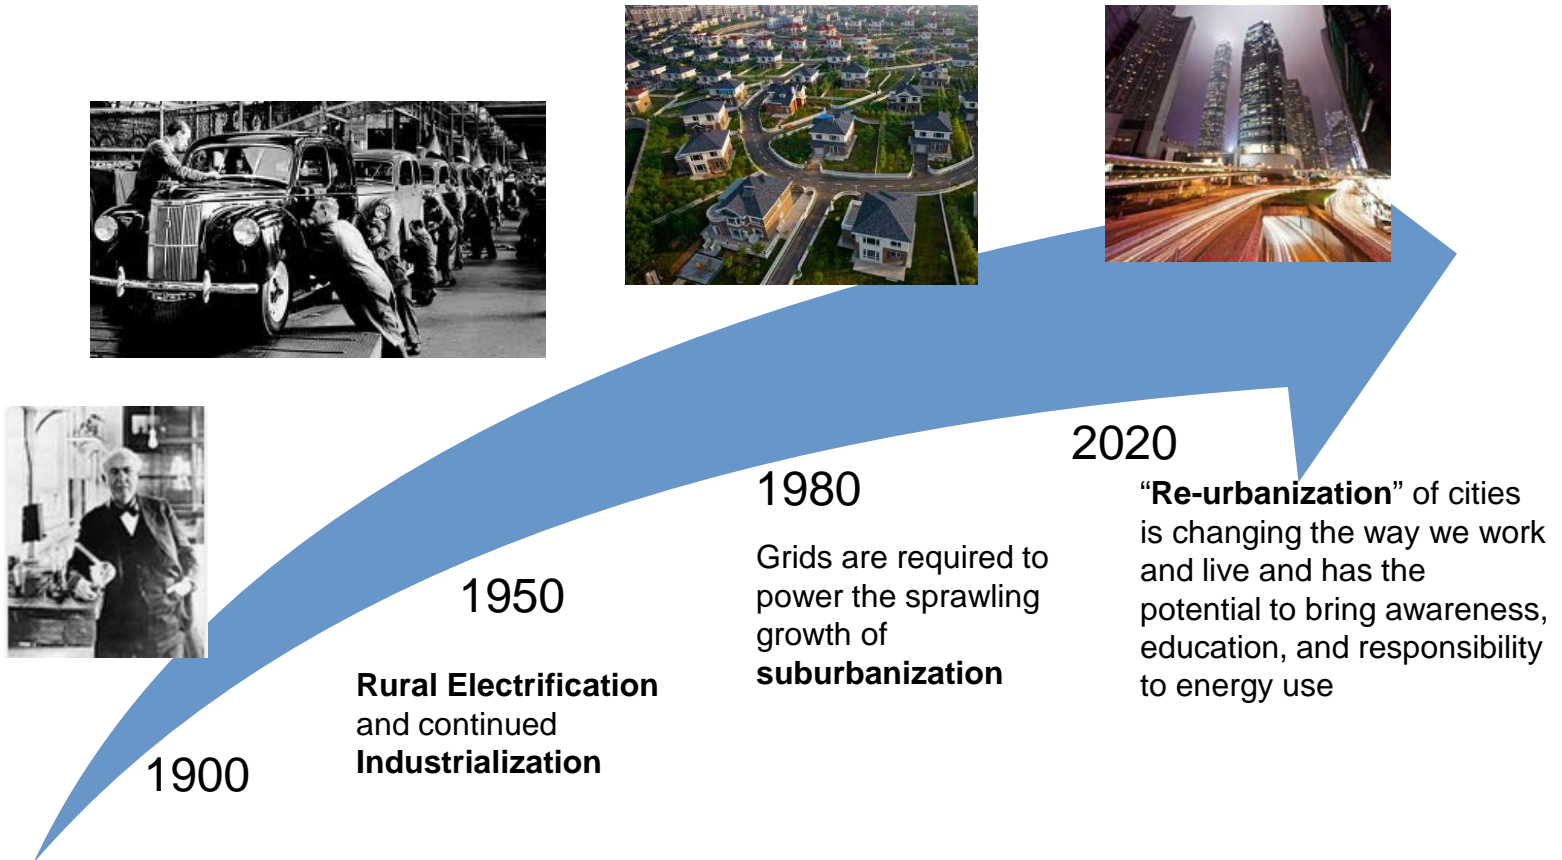 1900
1950
Rural Electrification
and continued
Industrialization
1980
Grids are required to
power the sprawling
growth of
suburbanization
2020
“Re-urbanization” of cities
is changing the way we work
and live and has the
potential to bring awareness,
education, and responsibility
to energy use